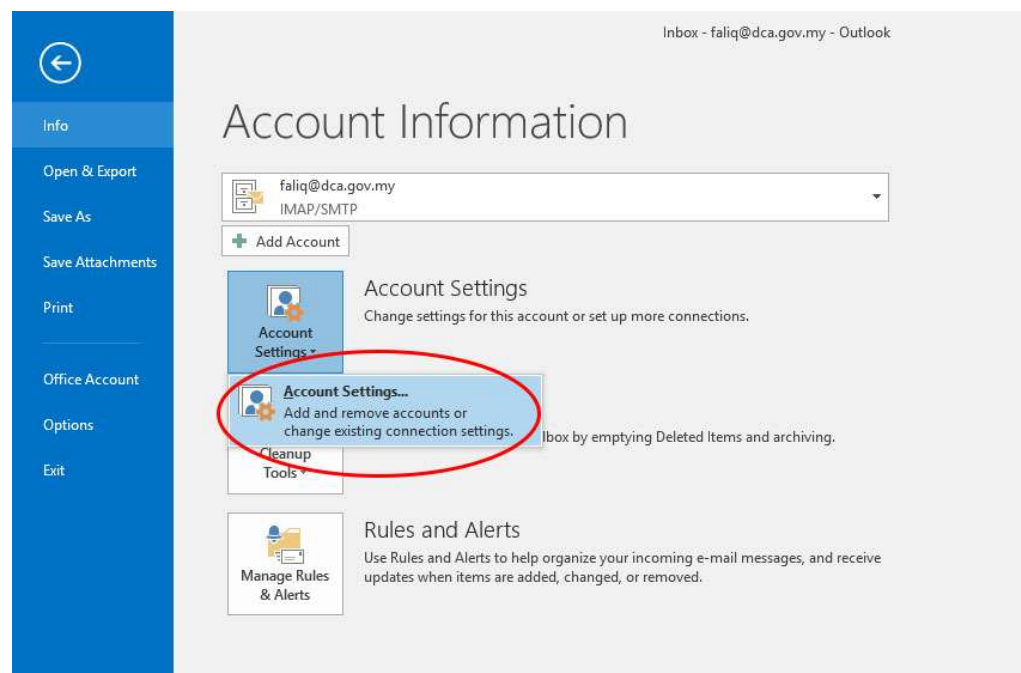 Inbox - faliq@dca.gov.my - Outlook
Info
Open & Export
Save As
Save Attachments
Print
Office Account
Options
Exit
Account Information
faliq@dca.gov.my
IMAP/SMTP
Add Account
Account
Settings
Account Settings
Change settings for this account or set up more connections.
Account Settings...
Add and remove accounts or
change existing connection settings.
lbox by emptying Deleted Items and archiving.
Cleanup
Tools
Manage Rules
& Alerts
Rules and Alerts
Use Rules and Alerts to help organize your incoming e-mail messages, and receive
updates when items are added, changed, or removed.